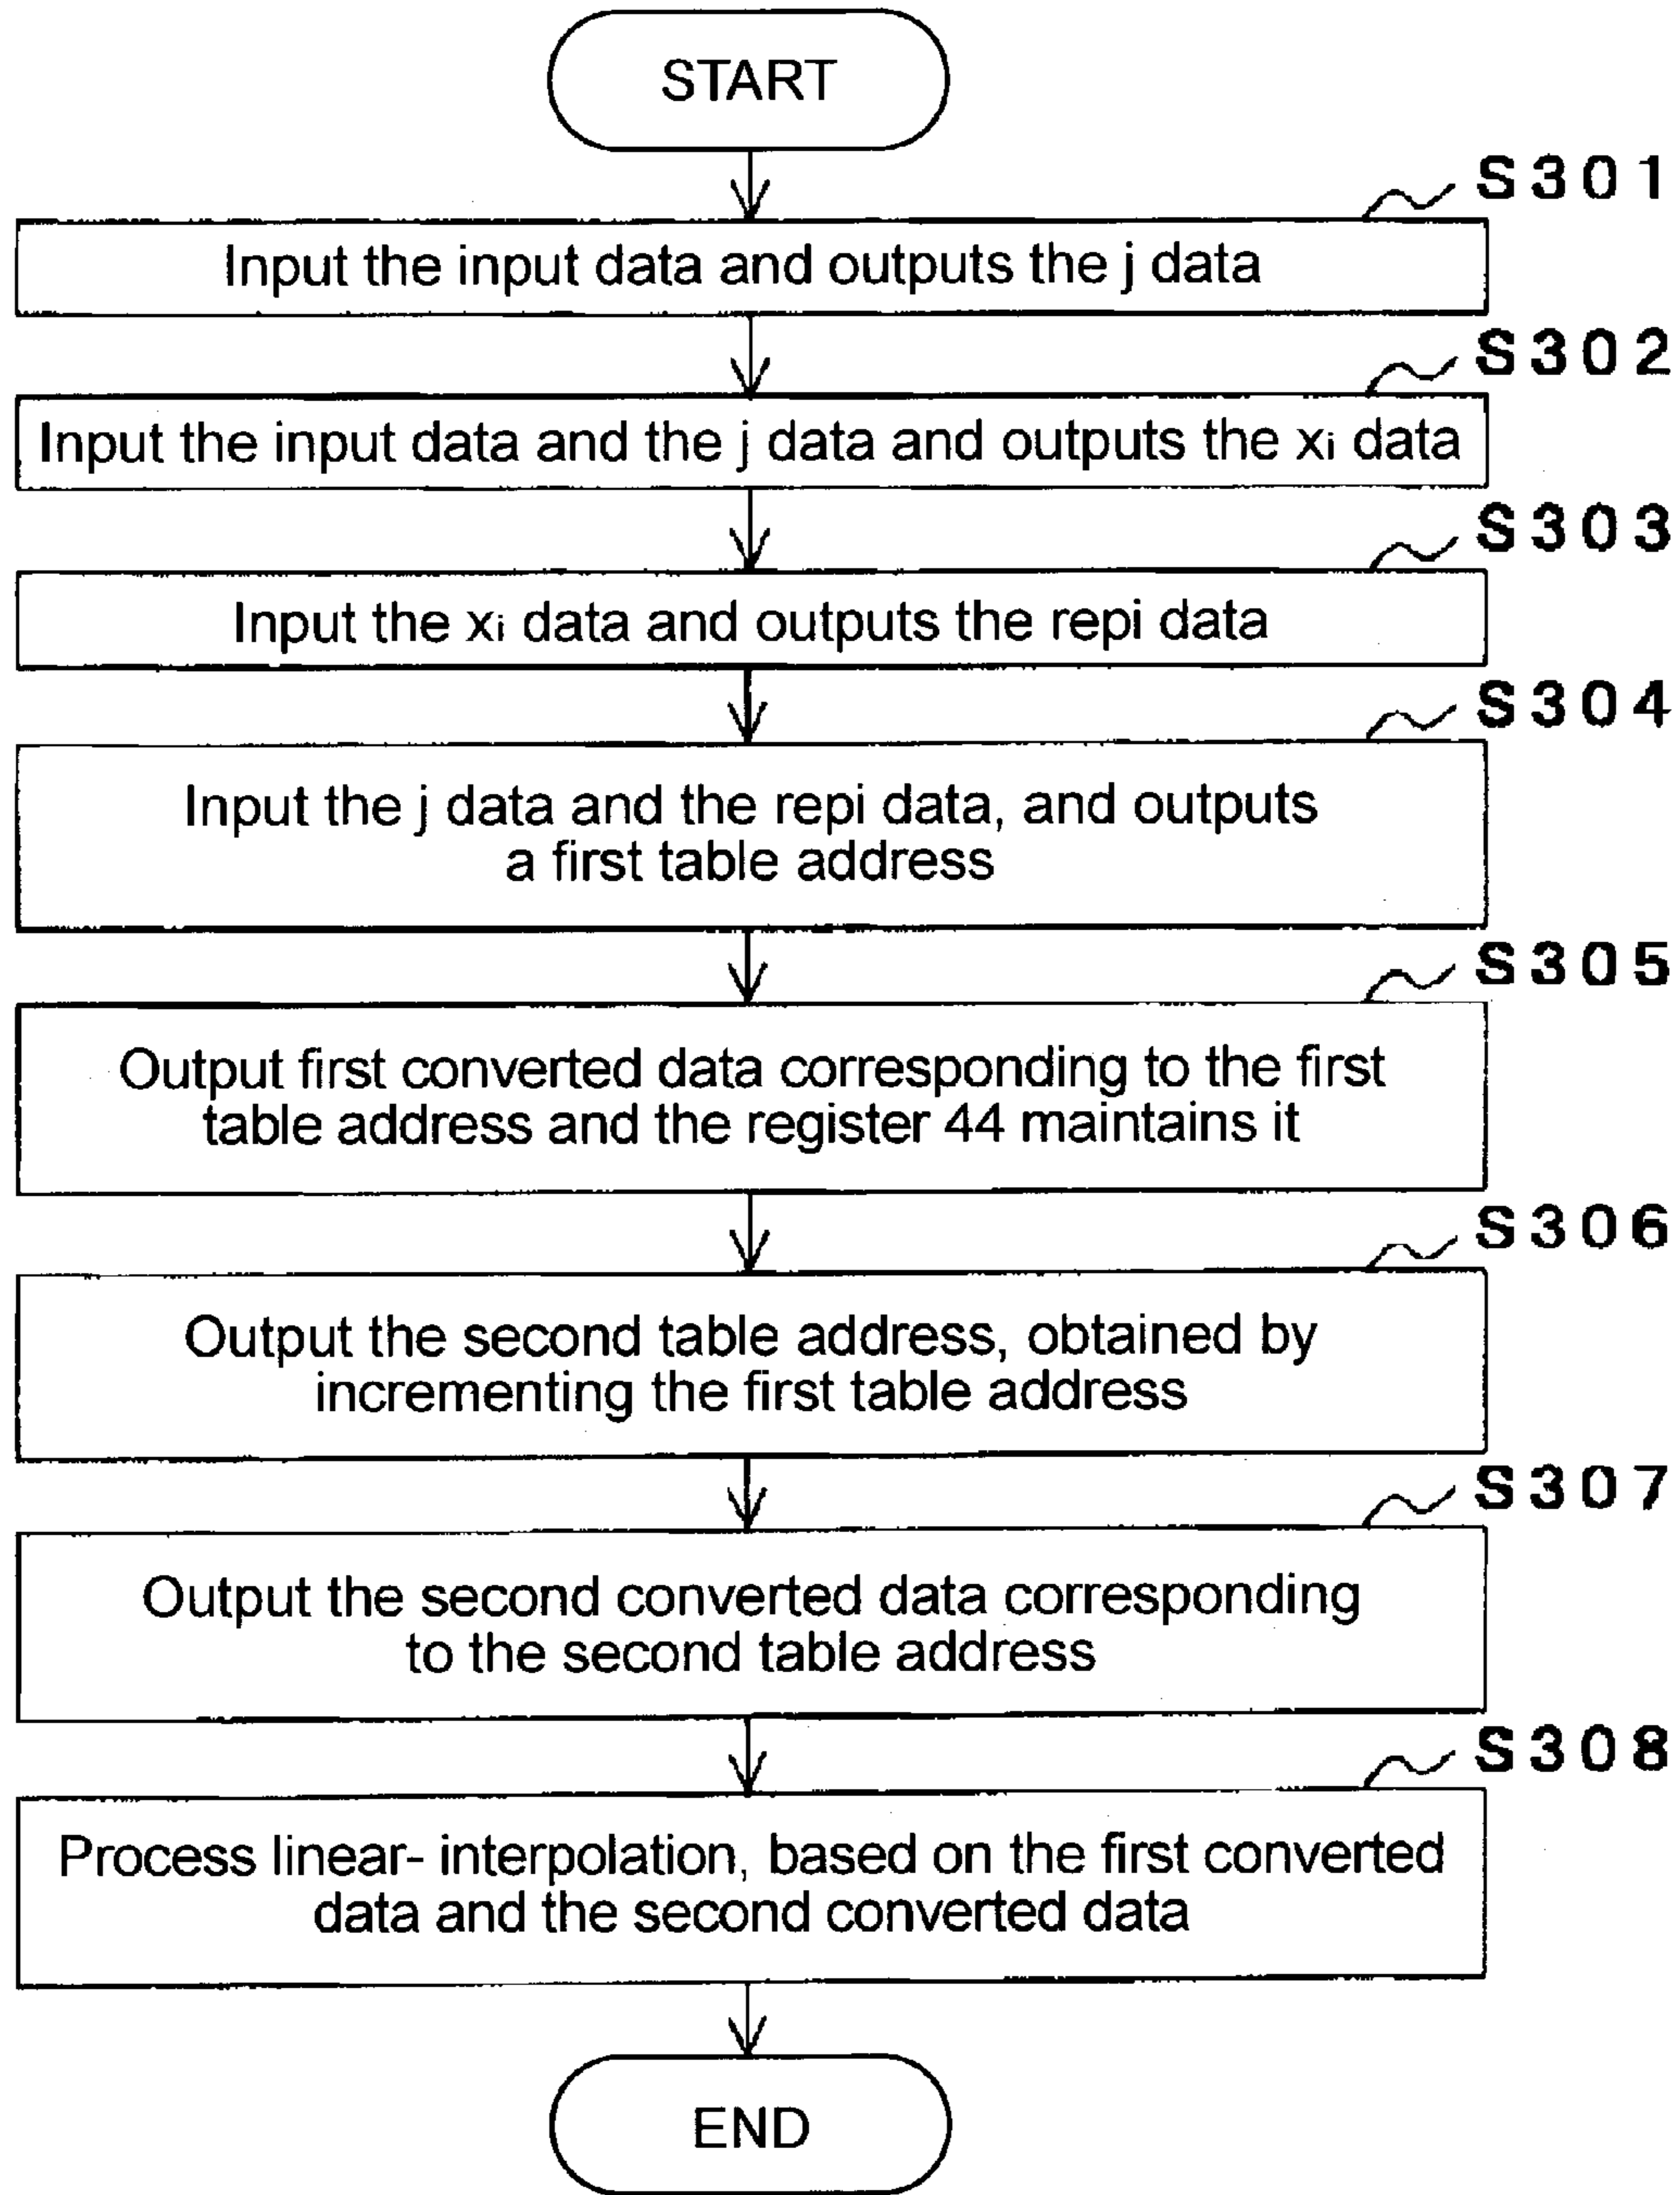 START
S301
Input the input data and outputs the j data
S302
Input the input data and the j data and outputs the xi data
S303
Input the xi data and outputs the repi data
S304
Input the j data and the repi data, and outputs
a first table address
S305
Output first converted data corresponding to the first
table address and the register 44 maintains it
S306
Output the second table address, obtained by
incrementing the first table address
S307
Output the second converted data corresponding
to the second table address
S308
Process linear- interpolation, based on the first converted
data and the second converted data
END